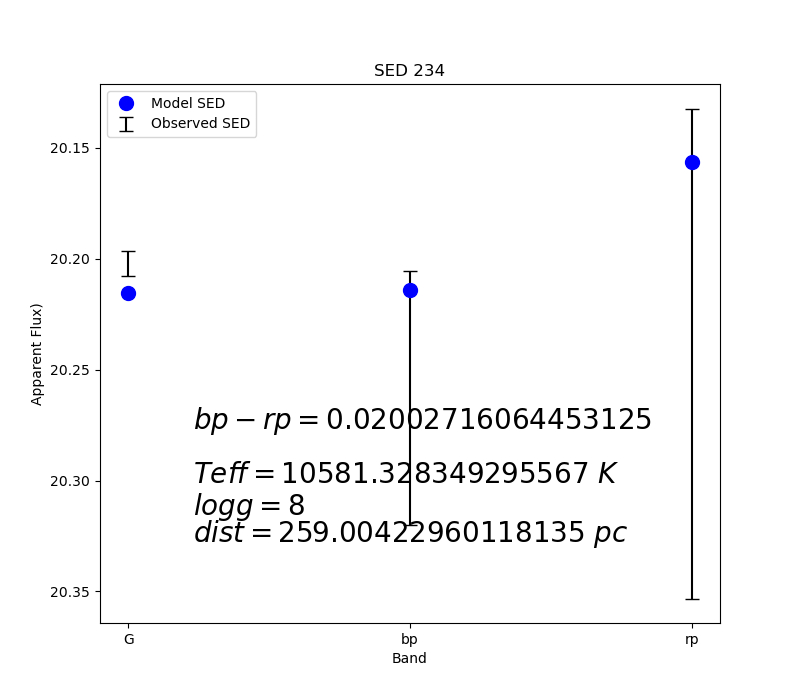 SED 234
Model SED
Observed SED
20.15
20.20
20.25
20.30
20.35
Apparent Flux)
bp − rp = 0.02002716064453125
Teff = 10581.328349295567 K
logg = 8
dist = 259.00422960118135 pc
G
bp
rp
Band